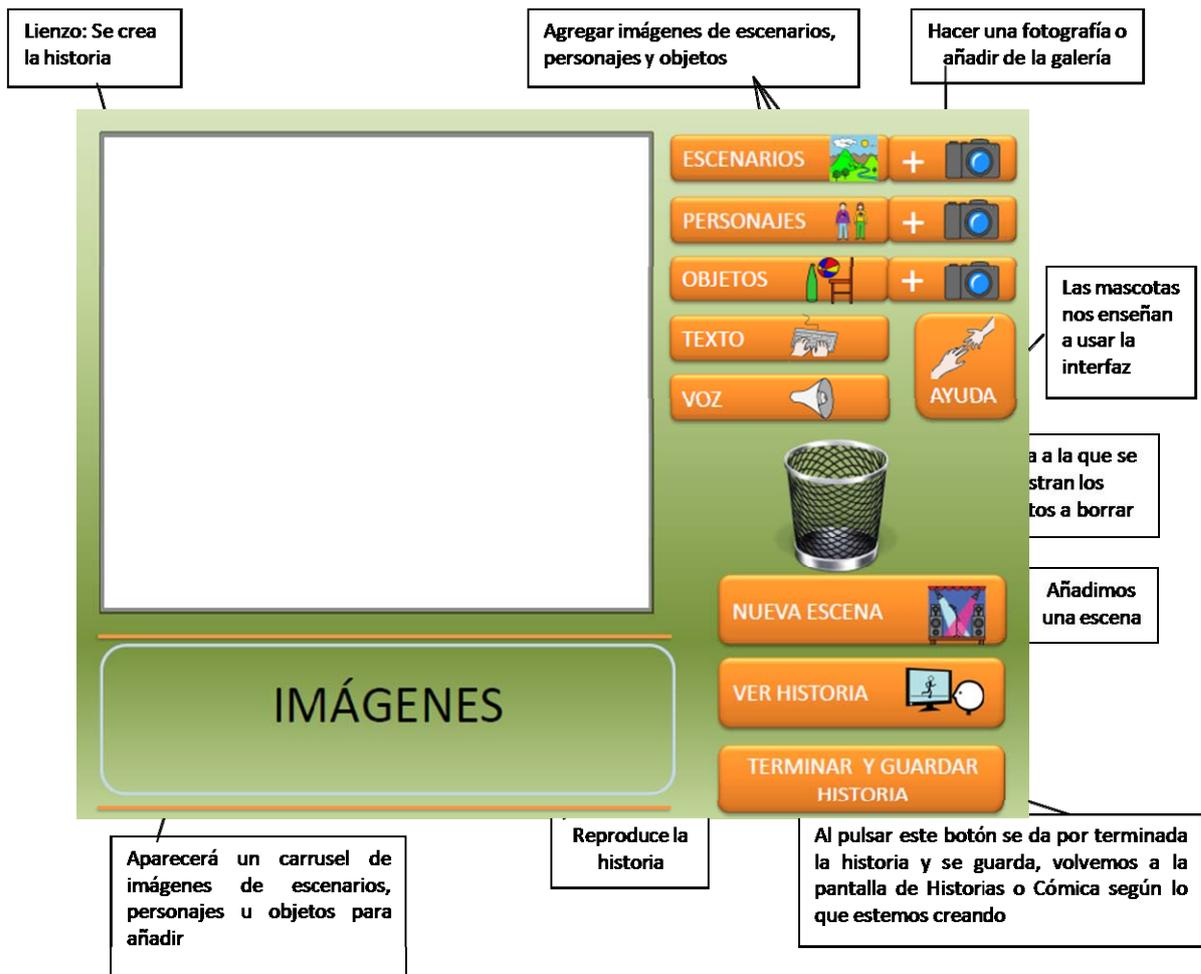 Lienzo: Se crea
la historia
Agregar imágenes de escenarios,
personajes y objetos
Hacer una fotografía o
añadir de la galería
ESCENARIOS
+
PERSONAJES
+
OBJETOS
+
TEXTO
VOZ
AYUDA
Las mascotas
nos enseñan
a usar la
interfaz
a la que se
los
a borrar
NUEVA ESCENA
Añadimos
una escena
VER HISTORIA
IMÁGENES
TERMINAR Y GUARDAR
HISTORIA
Aparecerá un carrusel de
imágenes de escenarios,
personajes u objetos para
añadir
Reproduce la
historia
Al pulsar este botón se da por terminada
la historia y se guarda, volvemos a la
pantalla de Historias o Cómica según lo
que estemos creando